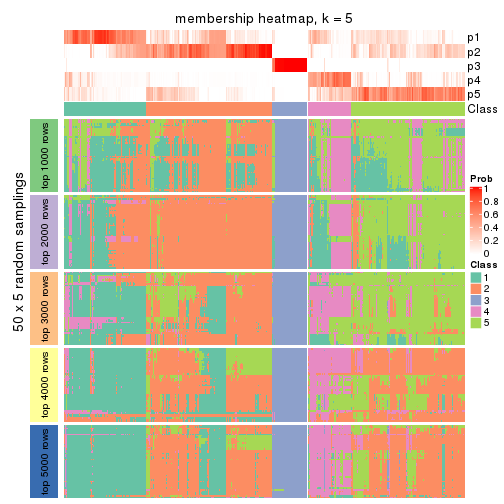 membership heatmap, k = 5
p1
p2
p3
p4
p5
Class
50 x 5 random samplings
top 1000 rows
top 2000 rows
top 3000 rows
top 4000 rows
top 5000 rows
Prob
1
0.8
0.6
0.4
0.2
0
Class
1
2
3
4
5